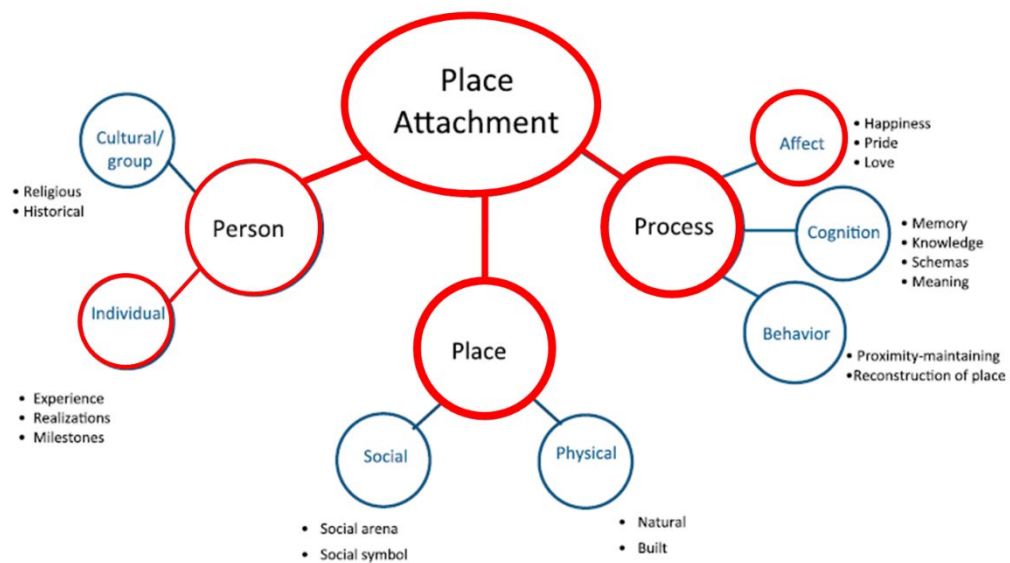 Place
Attachment
Cultural/
group
• Religious
• Historical
Person
Individual
• Experience
• Realizations
• Milestones
Place
Social
• Social arena
• Social symbol
Physical
• Natural
• Built
Process
Affect
• Happiness
• Pride
• Love
Cognition
• Memory
• Knowledge
• Schemas
• Meaning
Behavior
• Proximity-maintaining
•Reconstruction of place